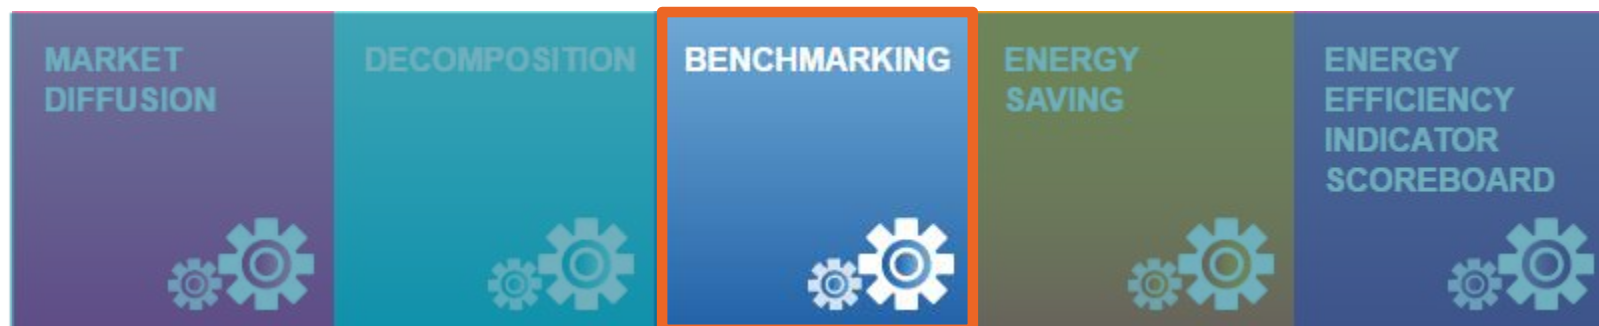 MARKET
DIFFUSION
DECOMPOSITION
BENCHMARKING
ENERGY
SAVING
ENERGY
EFFICIENCY
INDICATOR
SCOREBOARD